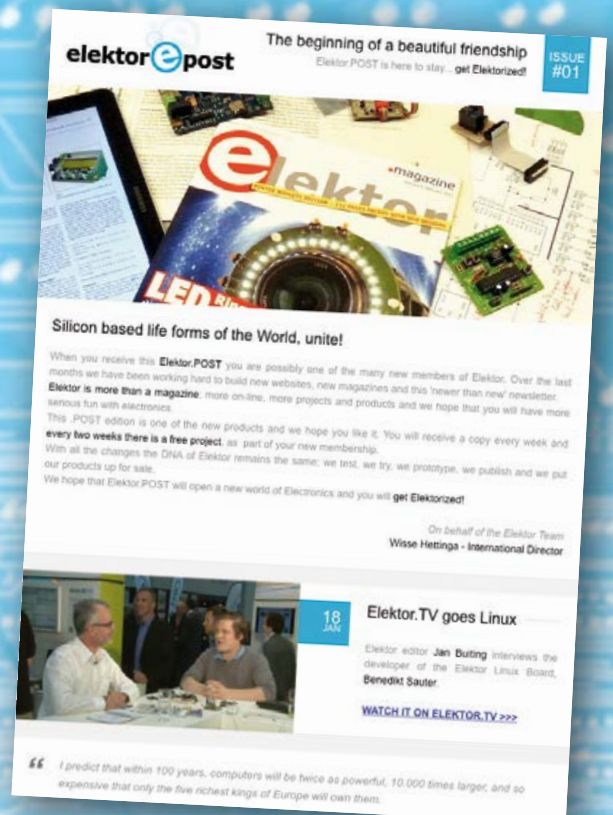 elektor e post
The beginning of a beautiful friendship
Elektor.POST is here to stay... get Elektorized!
ISSUE
#01
elektor
magazine
LED
Silicon based life forms of the World, unite!
When you receive this Elektor.POST you are possibly one of the many new members of Elektor. Over the last
months we have been working hard to build new websites, new magazines and this 'newer than new' newsletter.
Elektor is more than a magazine; more on-line, more projects and products and we hope that you will have more
serious fun with electronics.
This .POST edition is one of the new products and we hope you like it. You will receive a copy every week and
every two weeks there is a free project, as part of your new membership.
With all the changes the DNA of Elektor remains the same: we test, we try, we prototype, we publish and we put
our products up for sale.
We hope that Elektor.POST will open a new world of Electronics and you will get Elektorized!
On behalf of the Elektor Team
Wisse Hettinga - International Director
18
JAN
Elektor.TV goes Linux
Elektor editor Jan Buiting interviews the
developer of the Elektor Linux Board,
Benedikt Sauter.
WATCH IT ON ELEKTOR.TV >>>
“ I predict that within 100 years, computers will be twice as powerful, 10.000 times larger, and so
expensive that only the five richest kings of Europe will own them.